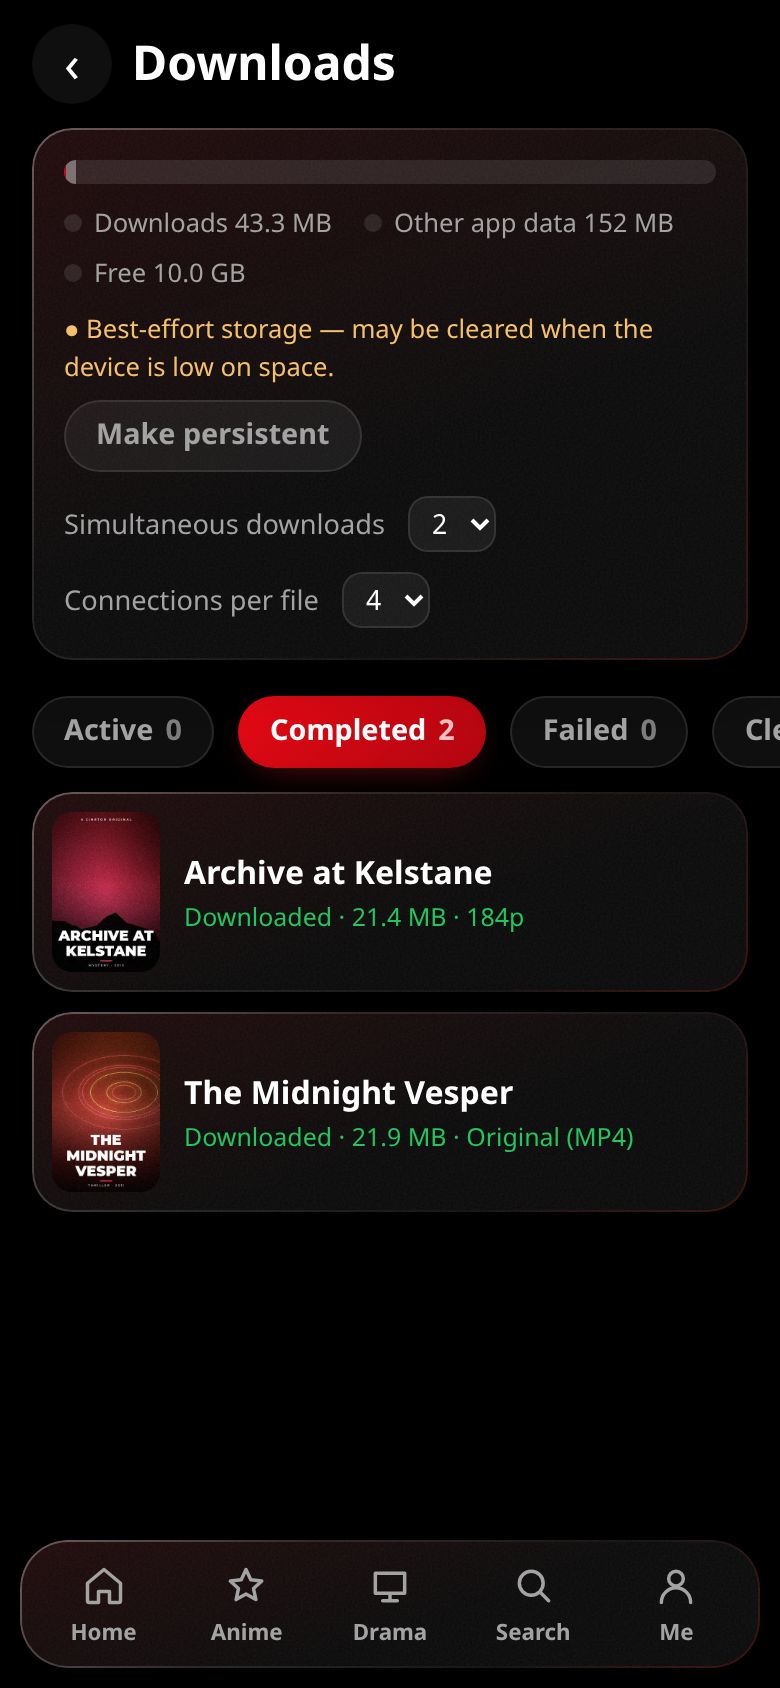 ‹ Downloads
Downloads 43.3 MB Other app data 152 MB
Free 10.0 GB
● Best-effort storage — may be cleared when the
device is low on space.
Make persistent
Simultaneous downloads 2
Connections per file 4
Active 0 Completed 2 Failed 0 Cle
ARCHIVE AT
KELSTANE
Archive at Kelstane
Downloaded · 21.4 MB · 184p
THE
MIDNIGHT
VESPER
The Midnight Vesper
Downloaded · 21.9 MB · Original (MP4)
Home Anime Drama Search Me